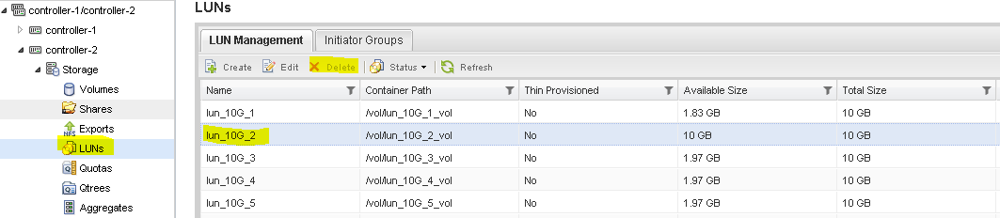 LUNs
controller-1/controller-2
controller-1
controller-2
Storage
Volumes
Shares
NFS
Exports
LUNs
Quotas
Qtrees
Aggregates
LUN Management Initiator Groups
Create Edit Delete Status Refresh
Name Container Path Thin Provisioned Available Size Total Size
lun_10G_1 /vol/lun_10G_1_vol No 1.83 GB 10 GB
lun_10G_2 /vol/lun_10G_2_vol No 10 GB 10 GB
lun_10G_3 /vol/lun_10G_3_vol No 1.97 GB 10 GB
lun_10G_4 /vol/lun_10G_4_vol No 1.97 GB 10 GB
lun_10G_5 /vol/lun_10G_5_vol No 1.97 GB 10 GB